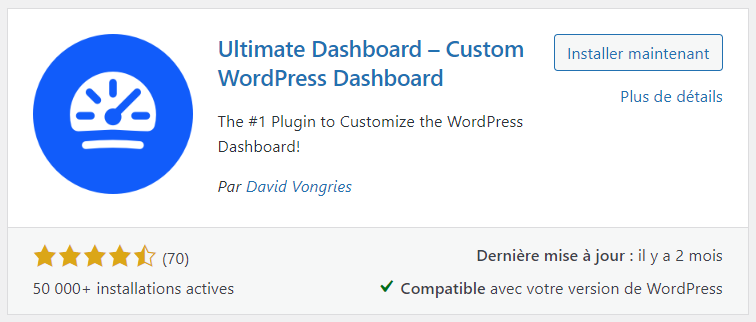 Ultimate Dashboard – Custom
WordPress Dashboard
Installer maintenant
Plus de détails
The #1 Plugin to Customize the WordPress
Dashboard!
Par David Vongries
(70)
50 000+ installations actives
Dernière mise à jour : il y a 2 mois
Compatible avec votre version de WordPress